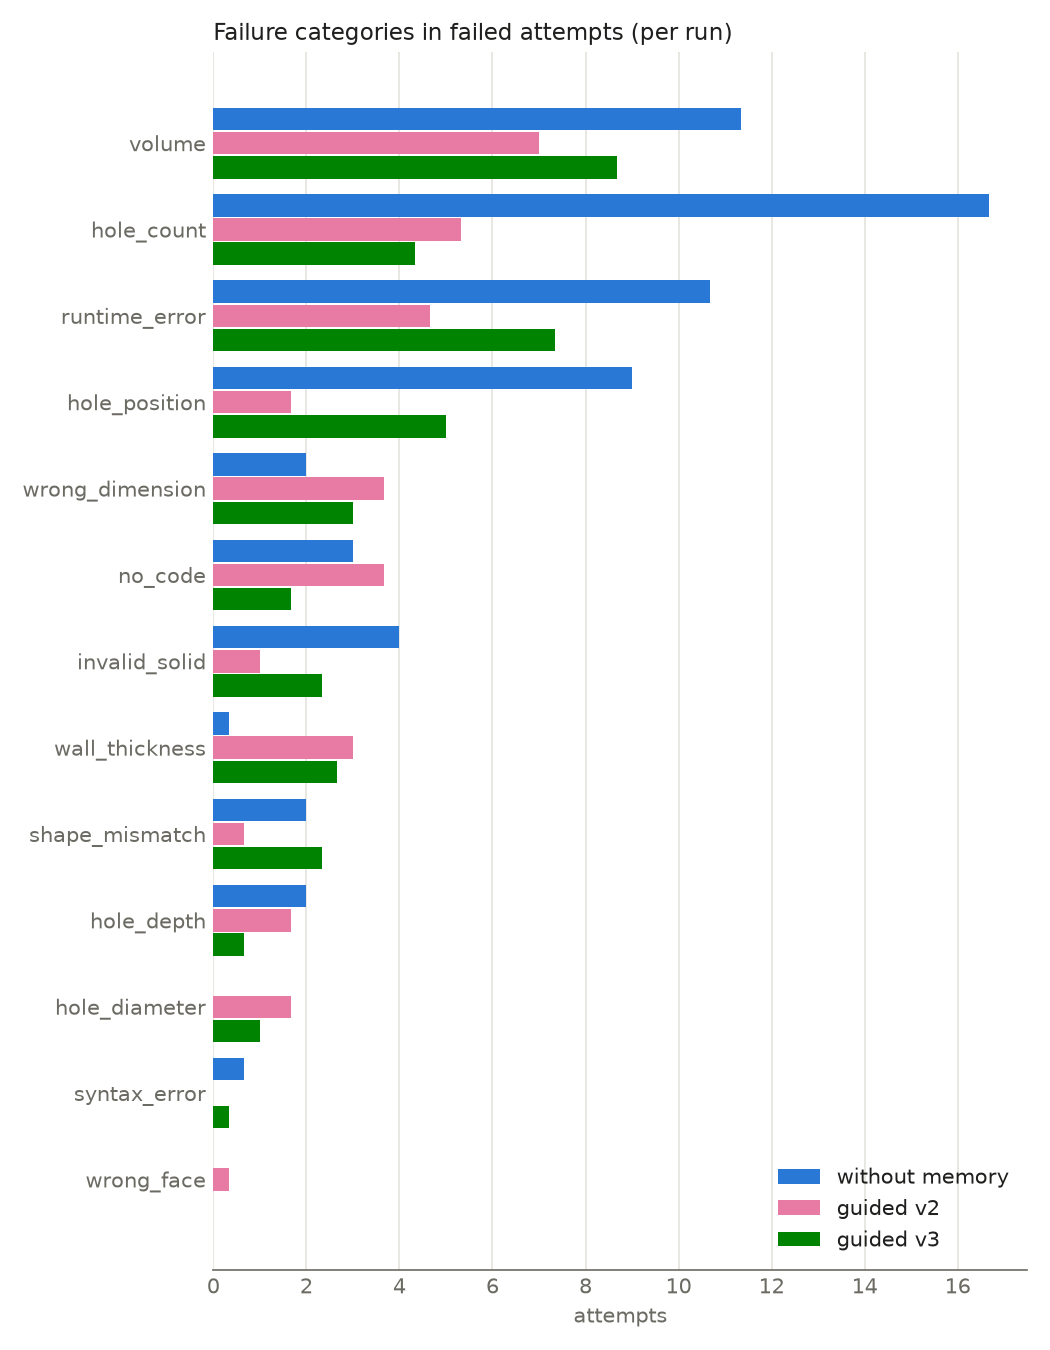 Failure categories in failed attempts (per run)
volume
hole_count
runtime_error
hole_position
wrong_dimension
no_code
invalid_solid
wall_thickness
shape_mismatch
hole_depth
hole_diameter
syntax_error
wrong_face
without memory
guided v2
guided v3
0 2 4 6 8 10 12 14 16
attempts